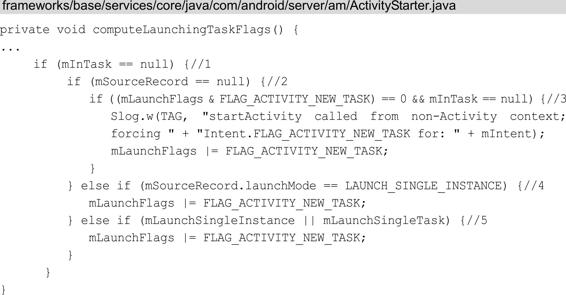 frameworks/base/services/core/java/com/android/server/am/ActivityStarter.java
private void computeLaunchingTaskFlags() {
...
if (mInTask == null) {//1
if (mSourceRecord == null) {//2
if ((mLaunchFlags & FLAG_ACTIVITY_NEW_TASK) == 0 && mInTask == null) {//3
Slog.w(TAG, "startActivity called from non-Activity context;
forcing " + "Intent.FLAG_ACTIVITY_NEW_TASK for: " + mIntent);
mLaunchFlags |= FLAG_ACTIVITY_NEW_TASK;
}
} else if (mSourceRecord.launchMode == LAUNCH_SINGLE_INSTANCE) {//4
mLaunchFlags |= FLAG_ACTIVITY_NEW_TASK;
} else if (mLaunchSingleInstance || mLaunchSingleTask) {//5
mLaunchFlags |= FLAG_ACTIVITY_NEW_TASK;
}
}
}